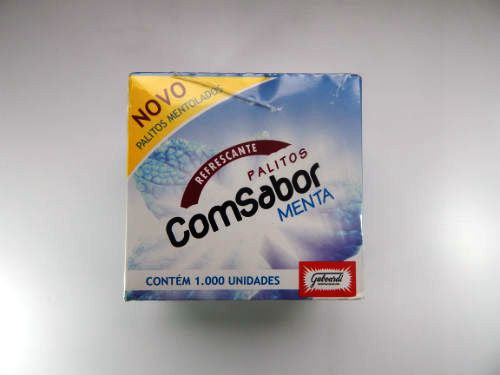 NOVO
PALITOS MENTOLADOS
REFRESCANTE
PALITOS
ComSabor
MENTA
CONTÉM 1.000 UNIDADES
Gaboardi